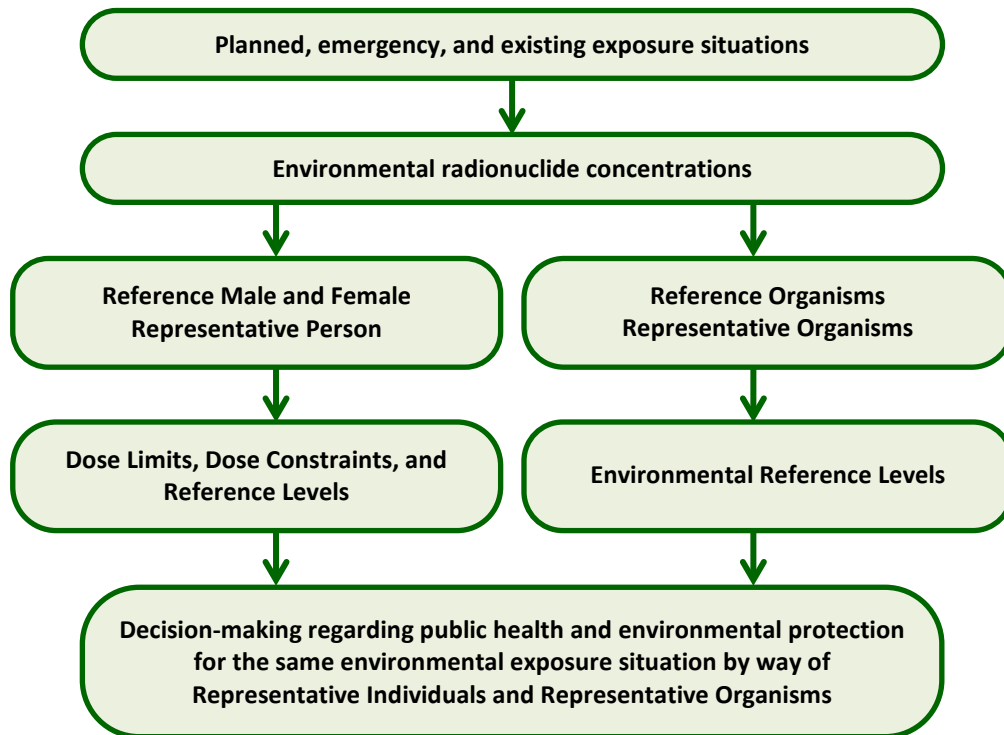 Planned, emergency, and existing exposure situations
Environmental radionuclide concentrations
Reference Male and Female
Representative Person
Reference Organisms
Representative Organisms
Dose Limits, Dose Constraints, and
Reference Levels
Environmental Reference Levels
Decision-making regarding public health and environmental protection
for the same environmental exposure situation by way of
Representative Individuals and Representative Organisms